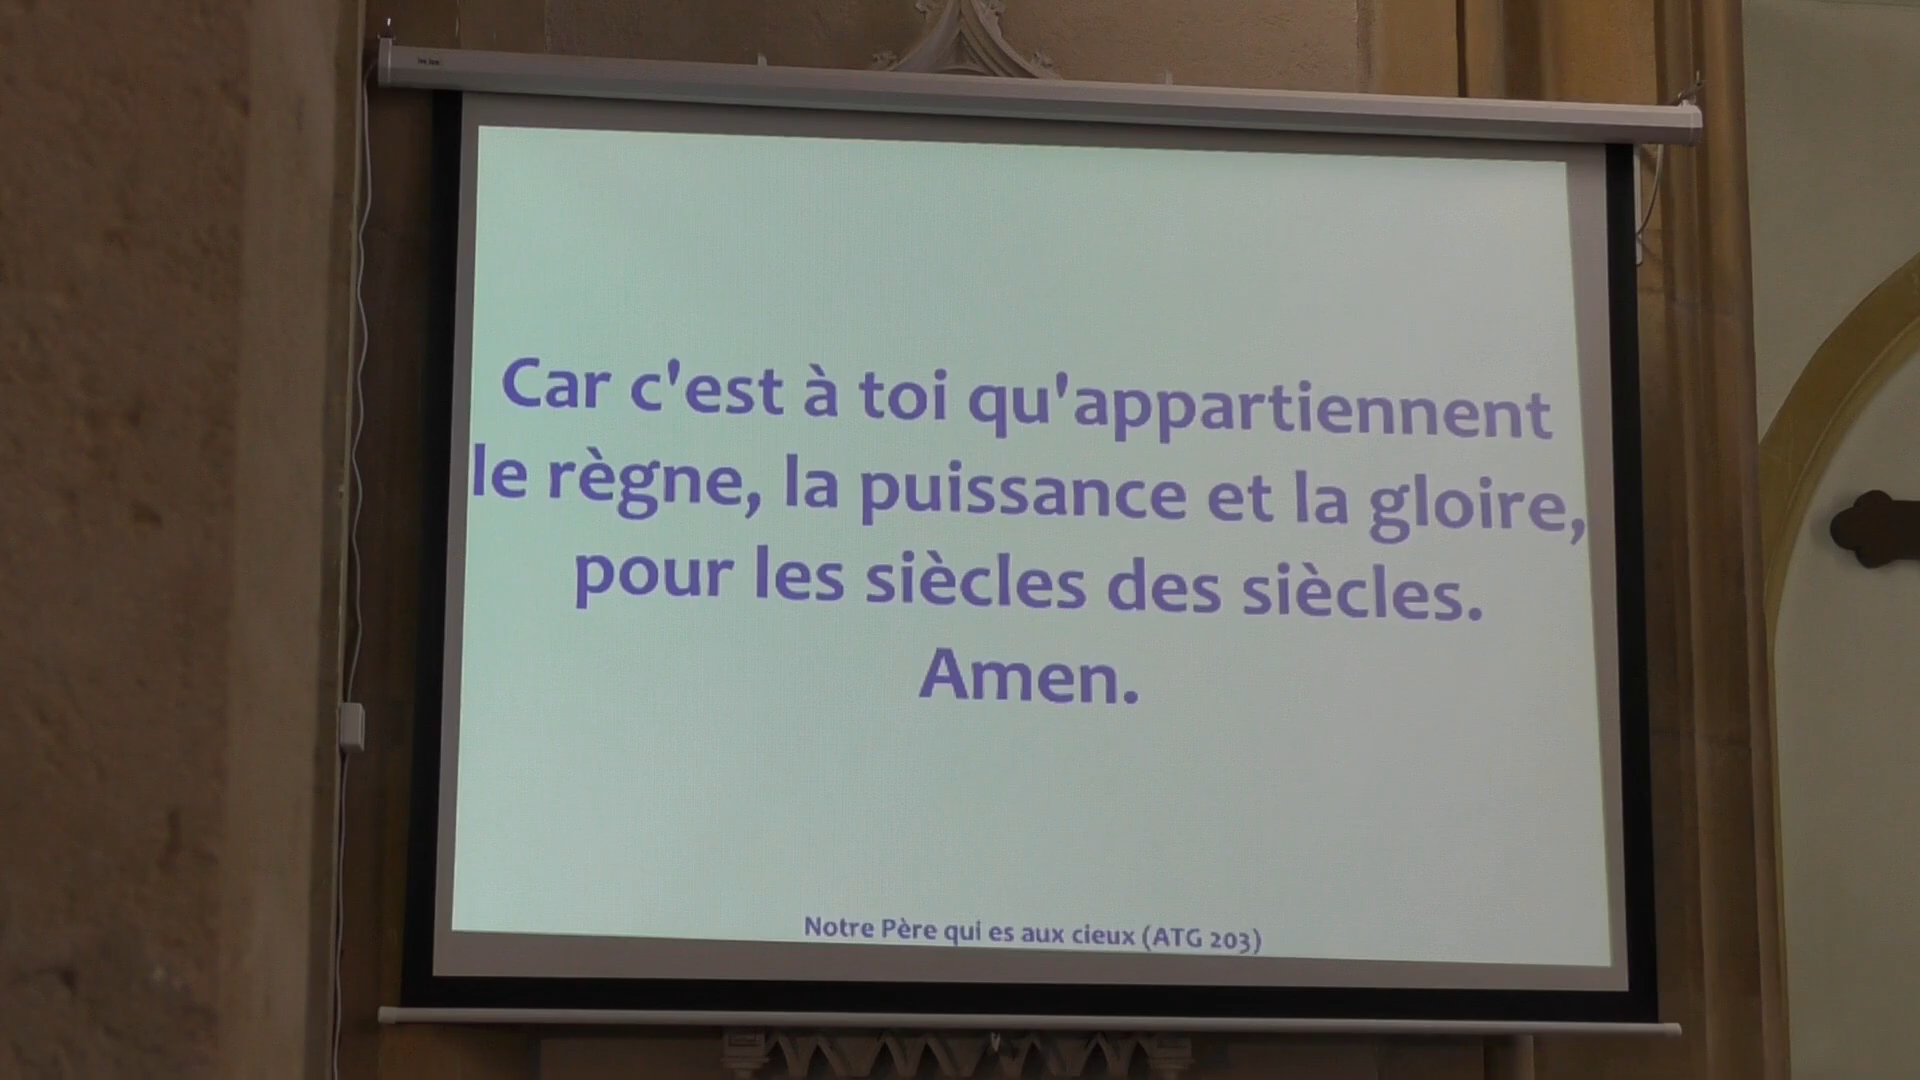 Car c'est à toi qu'appartiennent
le règne, la puissance et la gloire,
pour les siècles des siècles.
Amen.
Notre Père qui es aux cieux (ATG 203)